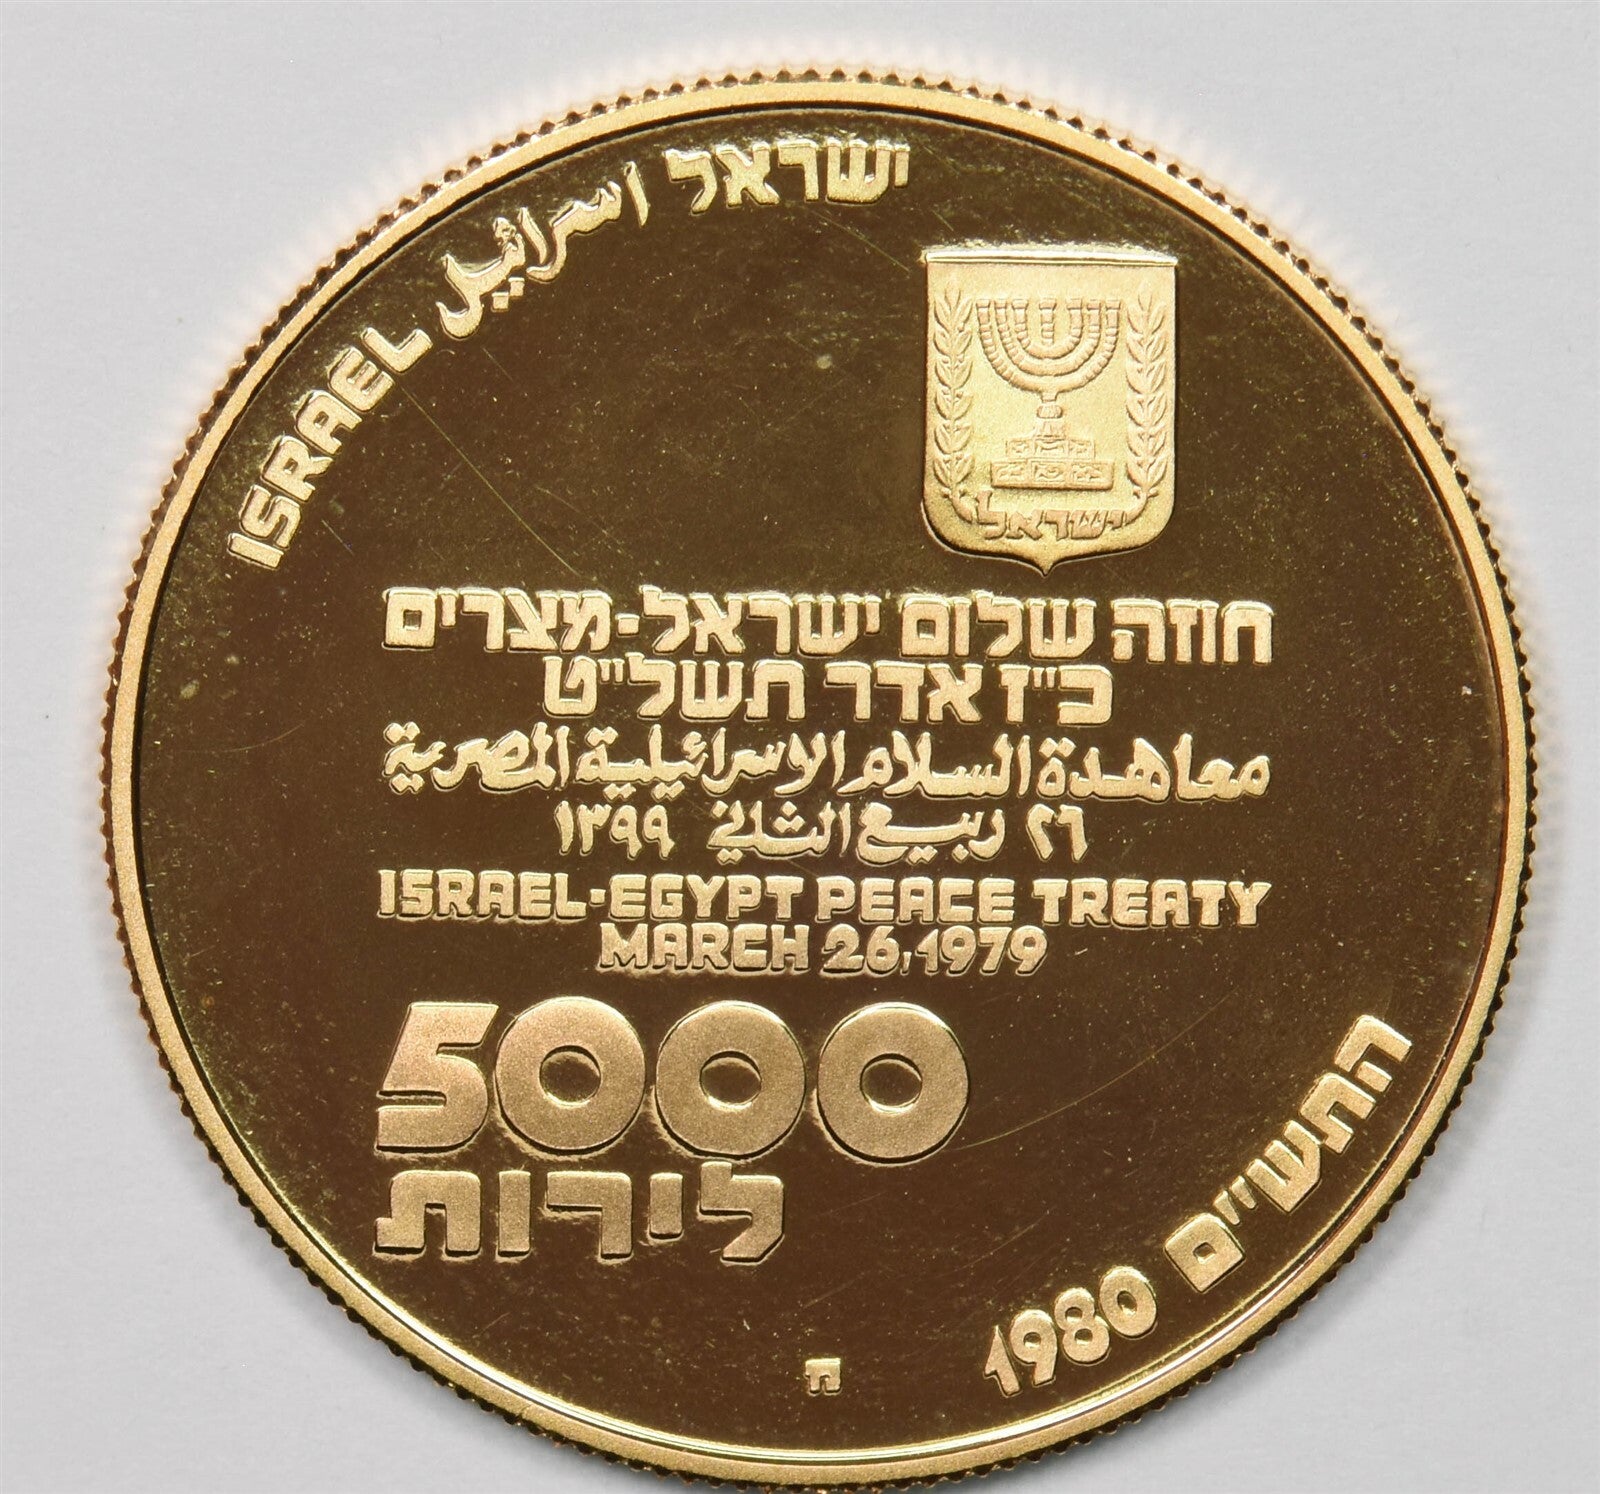 ישראל اسرائيل ISRAEL
ישראל
חוזה שלום ישראל-מצרים
כ"ז אדר תשל"ט
معاهدة السلام الاسرائيلية المصرية
٢٦ ربيع الثاني ١٣٩٩
ISRAEL-EGYPT PEACE TREATY
MARCH 26, 1979
5000
לירות
התש"ם 1980
מ